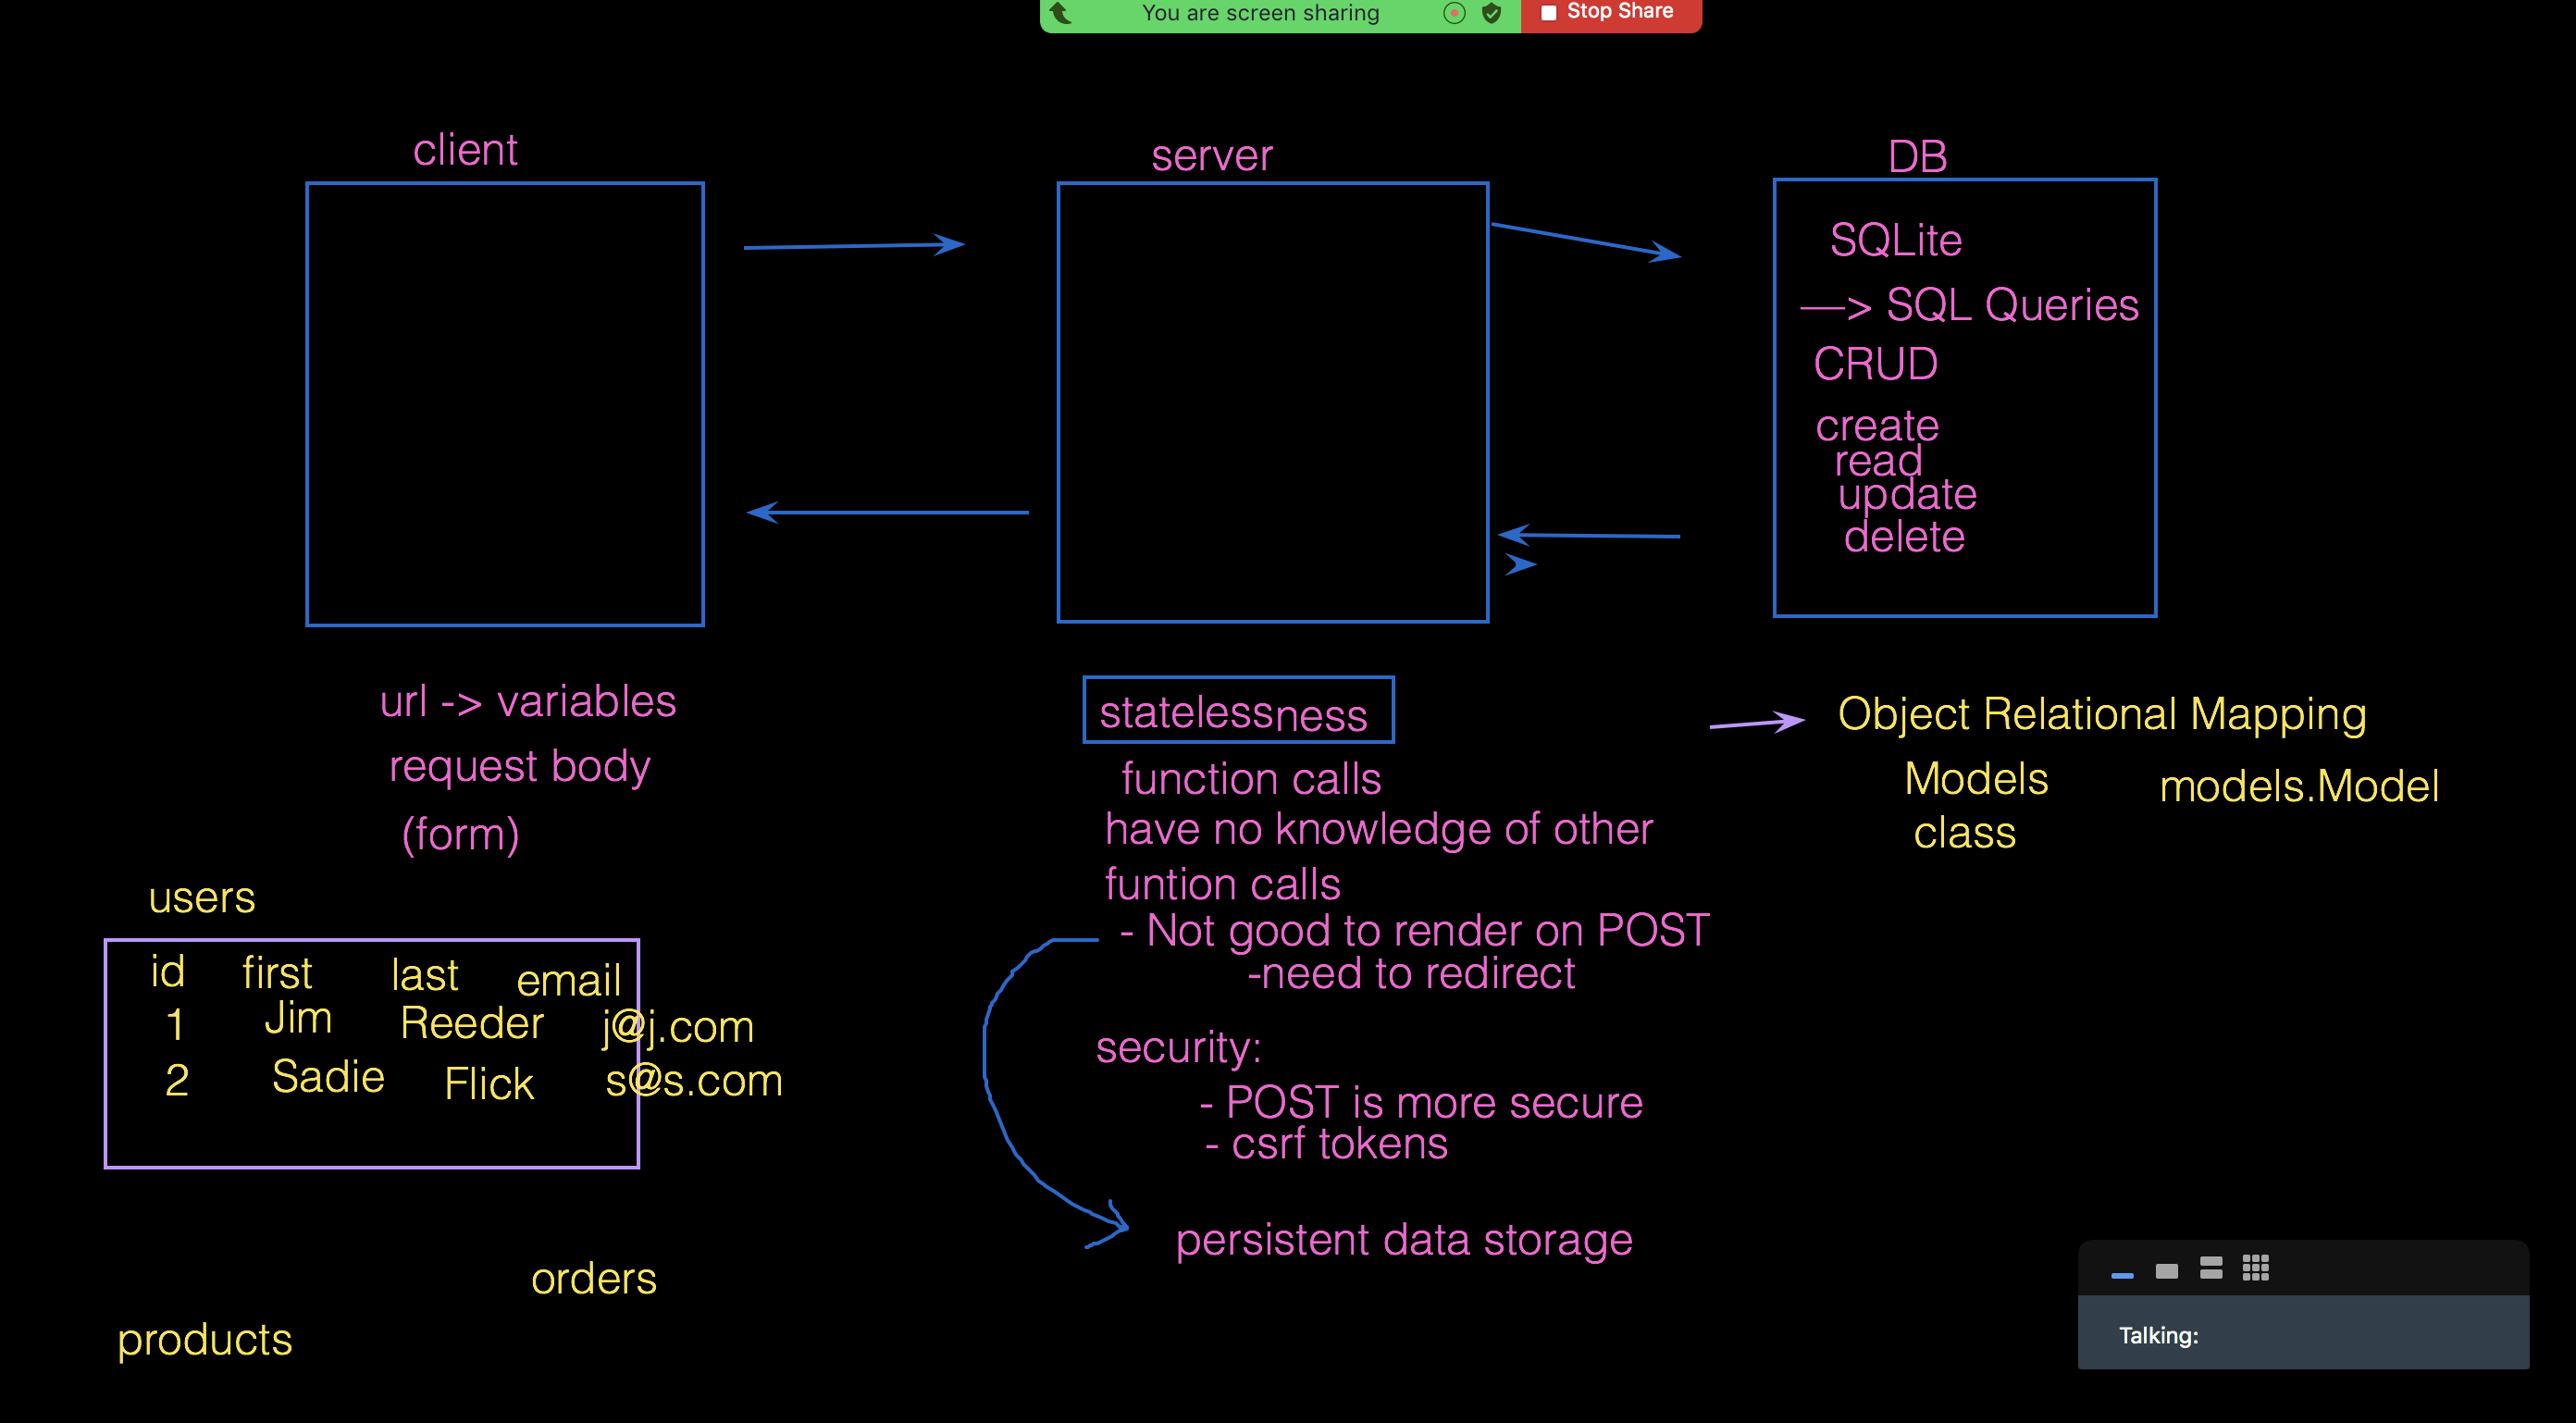 You are screen sharing
Stop Share
client
server
DB
SQLite
—> SQL Queries
CRUD
create
read
update
delete
url -> variables
request body
(form)
statelessness
function calls
have no knowledge of other
funtion calls
- Not good to render on POST
-need to redirect
security:
- POST is more secure
- csrf tokens
persistent data storage
Object Relational Mapping
Models
models.Model
class
users
id first last email
1 Jim Reeder j@j.com
2 Sadie Flick s@s.com
orders
products
Talking: